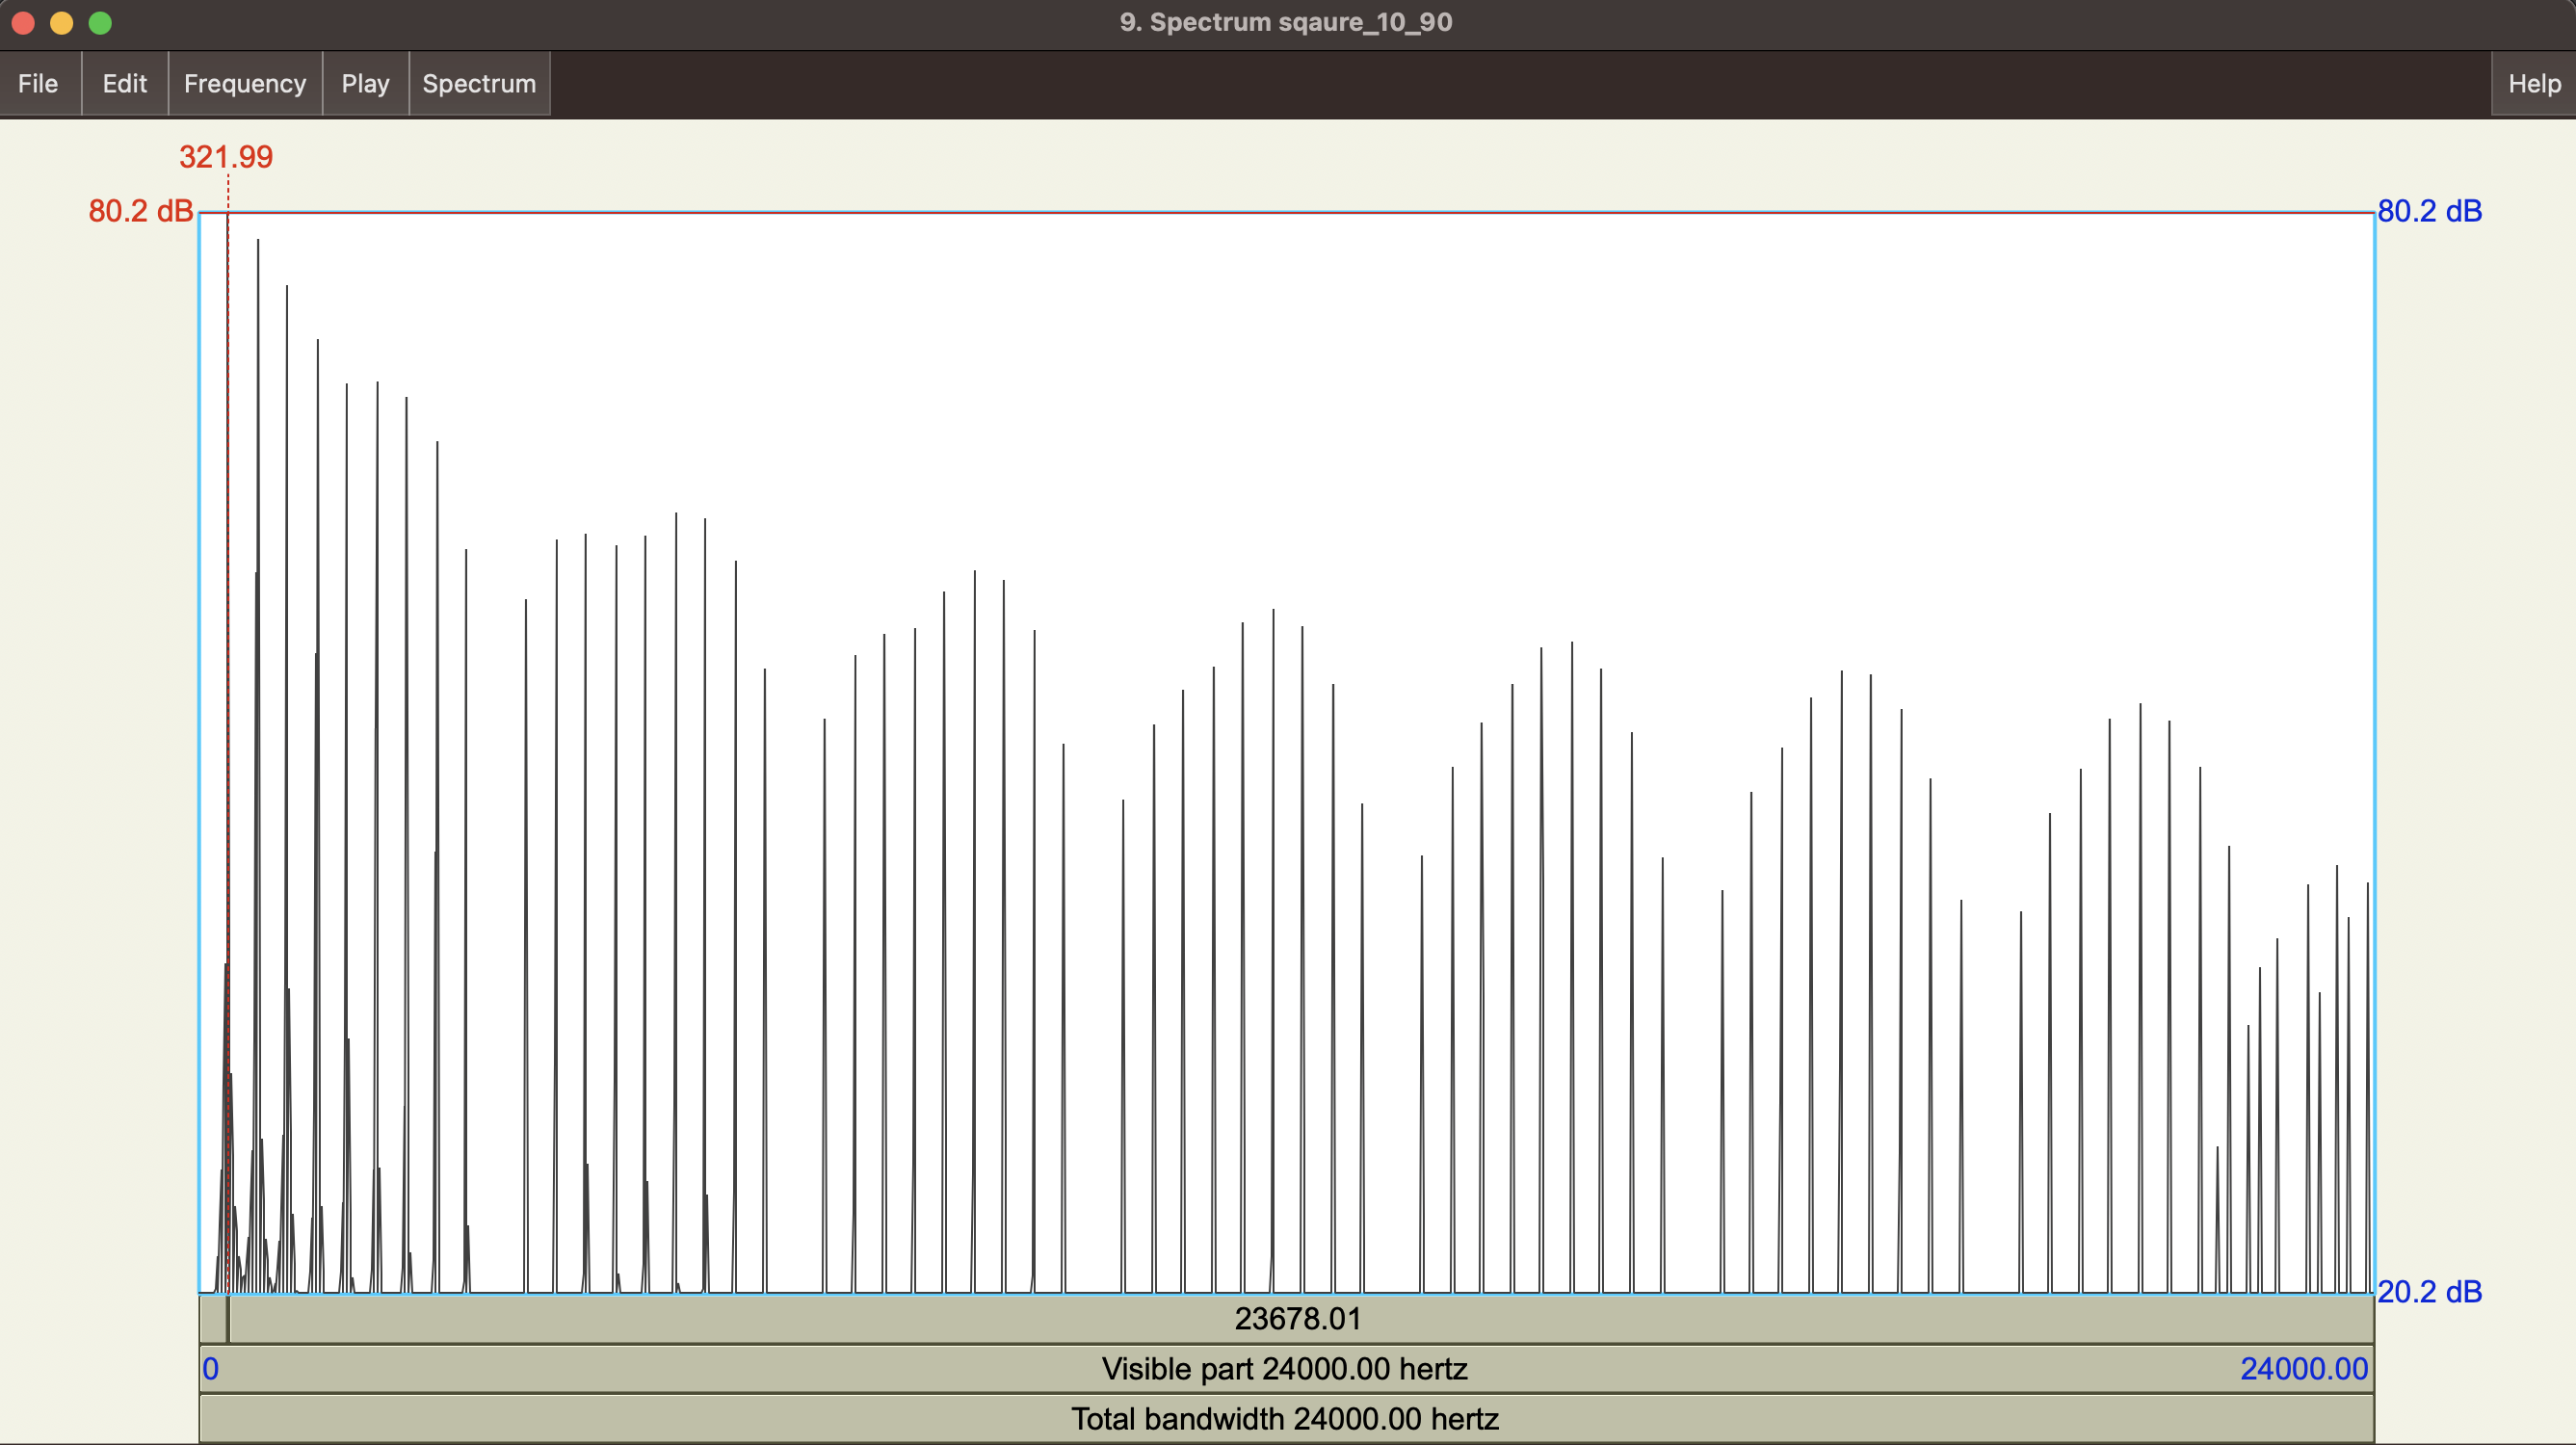 9. Spectrum sqaure_10_90
File Edit Frequency Play Spectrum Help
321.99
80.2 dB 80.2 dB
20.2 dB
23678.01
0 Visible part 24000.00 hertz 24000.00
Total bandwidth 24000.00 hertz